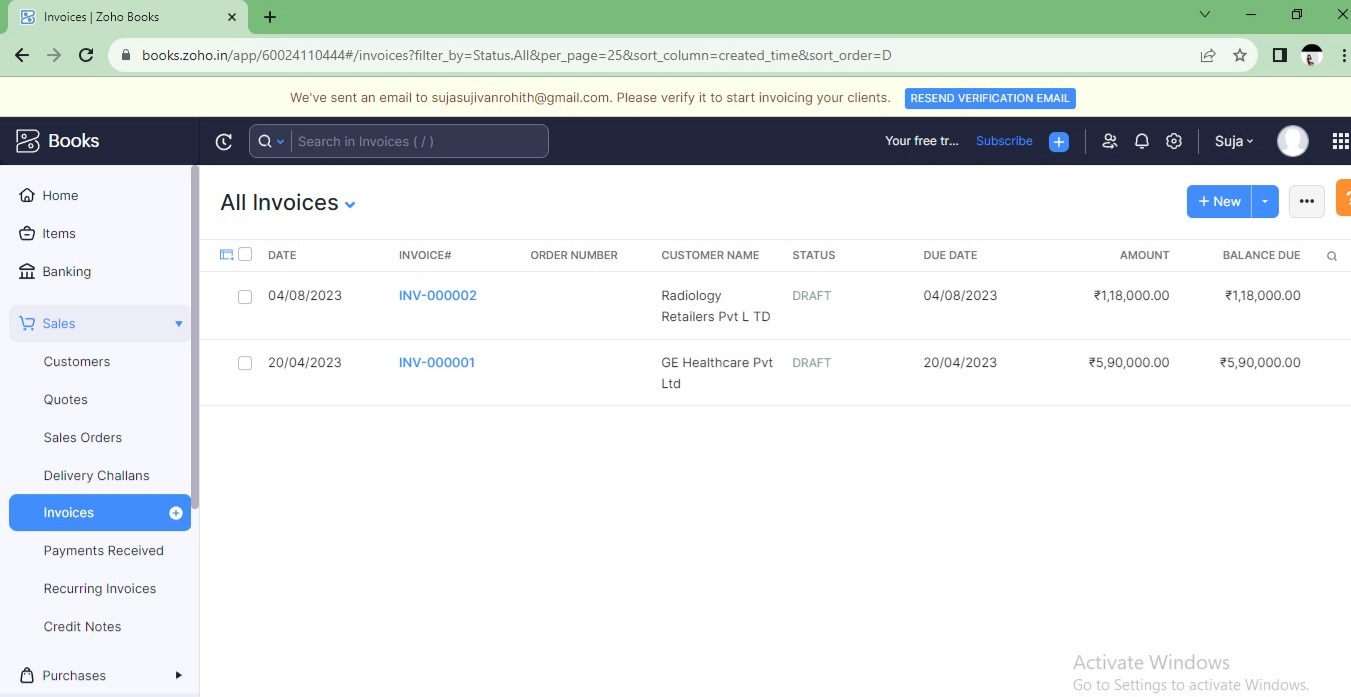 Invoices | Zoho Books
books.zoho.in/app/60024110444#/invoices?filter_by=Status.All&per_page=25&sort_column=created_time&sort_order=D
We've sent an email to sujasujivanrohith@gmail.com. Please verify it to start invoicing your clients. RESEND VERIFICATION EMAIL
Books Search in Invoices ( / ) Your free tr... Subscribe Suja
Home
Items
Banking
Sales
Customers
Quotes
Sales Orders
Delivery Challans
Invoices
Payments Received
Recurring Invoices
Credit Notes
Purchases
All Invoices + New ...
DATE INVOICE# ORDER NUMBER CUSTOMER NAME STATUS DUE DATE AMOUNT BALANCE DUE
04/08/2023 INV-000002 Radiology DRAFT 04/08/2023 ₹1,18,000.00 ₹1,18,000.00
Retailers Pvt L TD
20/04/2023 INV-000001 GE Healthcare Pvt DRAFT 20/04/2023 ₹5,90,000.00 ₹5,90,000.00
Ltd
Activate Windows
Go to Settings to activate Windows.